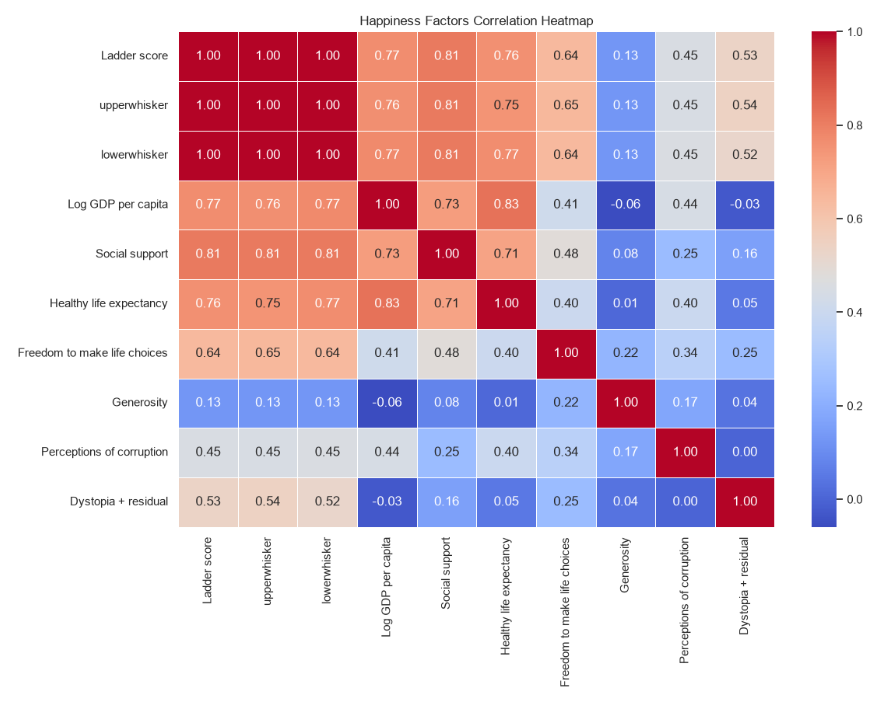 Happiness Factors Correlation Heatmap
Ladder score 1.00 1.00 1.00 0.77 0.81 0.76 0.64 0.13 0.45 0.53
upperwhisker 1.00 1.00 1.00 0.76 0.81 0.75 0.65 0.13 0.45 0.54
lowerwhisker 1.00 1.00 1.00 0.77 0.81 0.77 0.64 0.13 0.45 0.52
Log GDP per capita 0.77 0.76 0.77 1.00 0.73 0.83 0.41 -0.06 0.44 -0.03
Social support 0.81 0.81 0.81 0.73 1.00 0.71 0.48 0.08 0.25 0.16
Healthy life expectancy 0.76 0.75 0.77 0.83 0.71 1.00 0.40 0.01 0.40 0.05
Freedom to make life choices 0.64 0.65 0.64 0.41 0.48 0.40 1.00 0.22 0.34 0.25
Generosity 0.13 0.13 0.13 -0.06 0.08 0.01 0.22 1.00 0.17 0.04
Perceptions of corruption 0.45 0.45 0.45 0.44 0.25 0.40 0.34 0.17 1.00 0.00
Dystopia + residual 0.53 0.54 0.52 -0.03 0.16 0.05 0.25 0.04 0.00 1.00
Ladder score
upperwhisker
lowerwhisker
Log GDP per capita
Social support
Healthy life expectancy
Freedom to make life choices
Generosity
Perceptions of corruption
Dystopia + residual
1.0
0.8
0.6
0.4
0.2
0.0